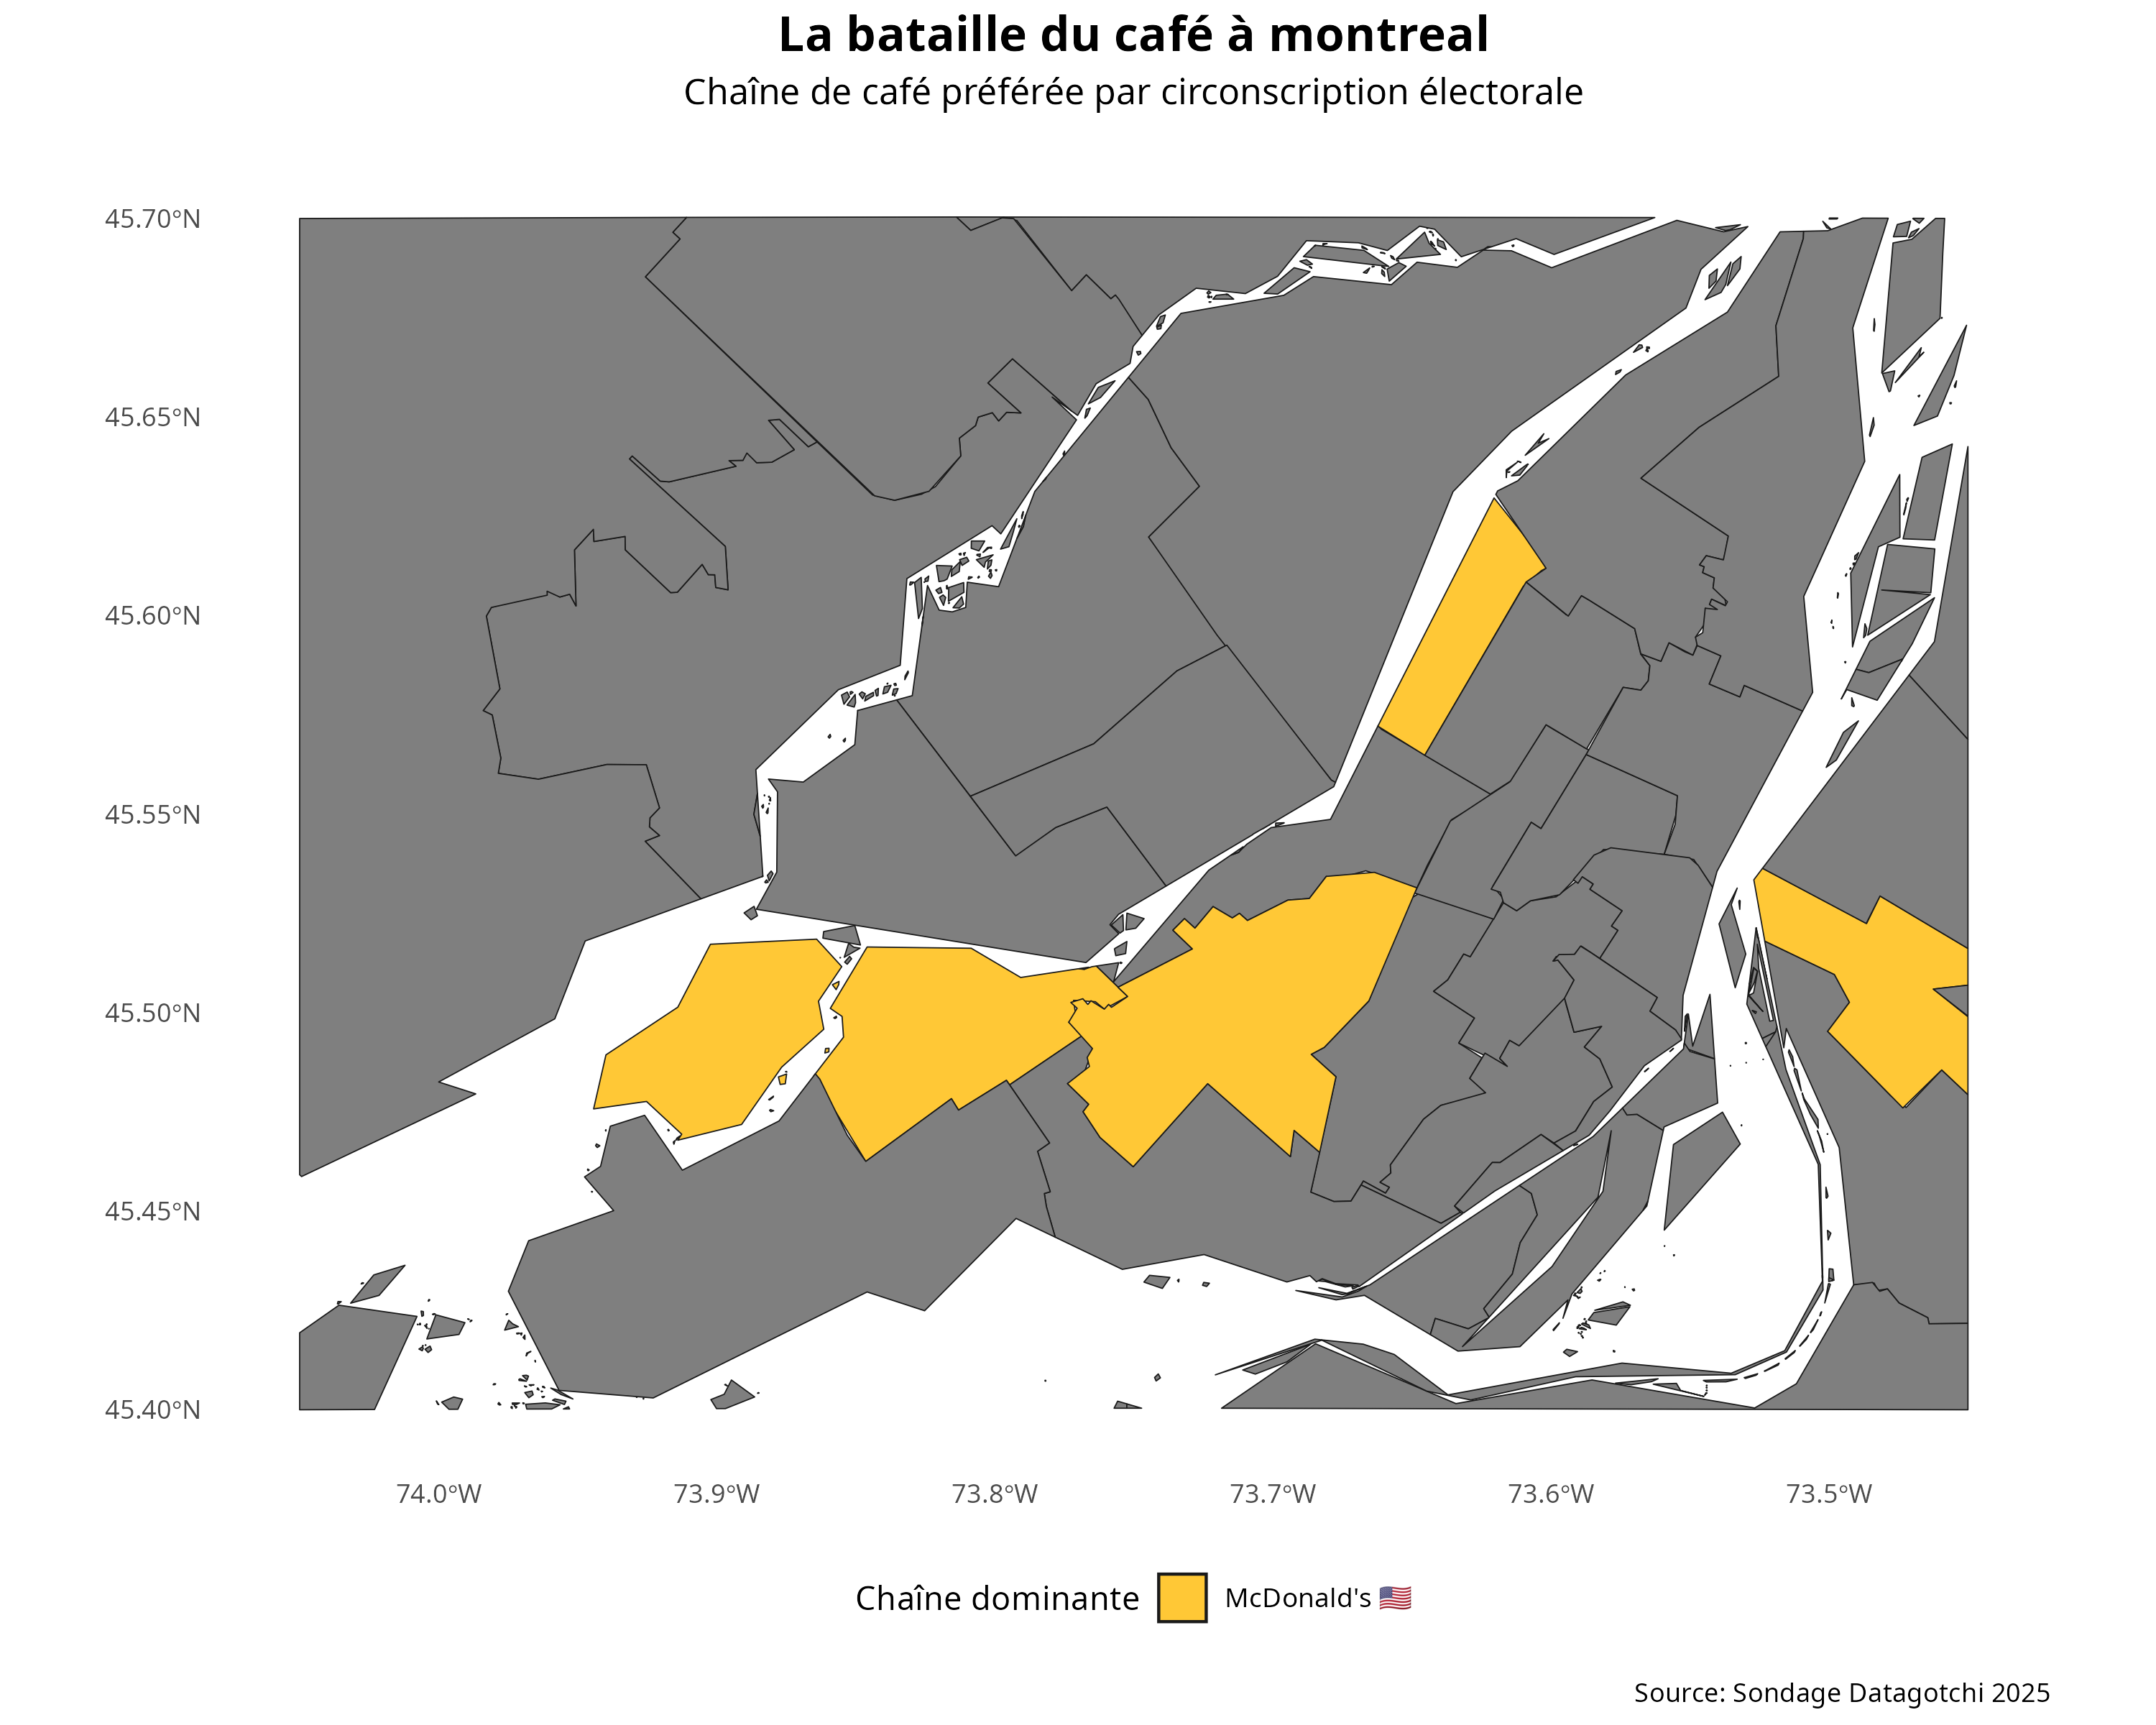 La bataille du café à montreal
Chaîne de café préférée par circonscription électorale
45.70°N
45.65°N
45.60°N
45.55°N
45.50°N
45.45°N
45.40°N
74.0°W 73.9°W 73.8°W 73.7°W 73.6°W 73.5°W
Chaîne dominante McDonald's 🇺🇸
Source: Sondage Datagotchi 2025